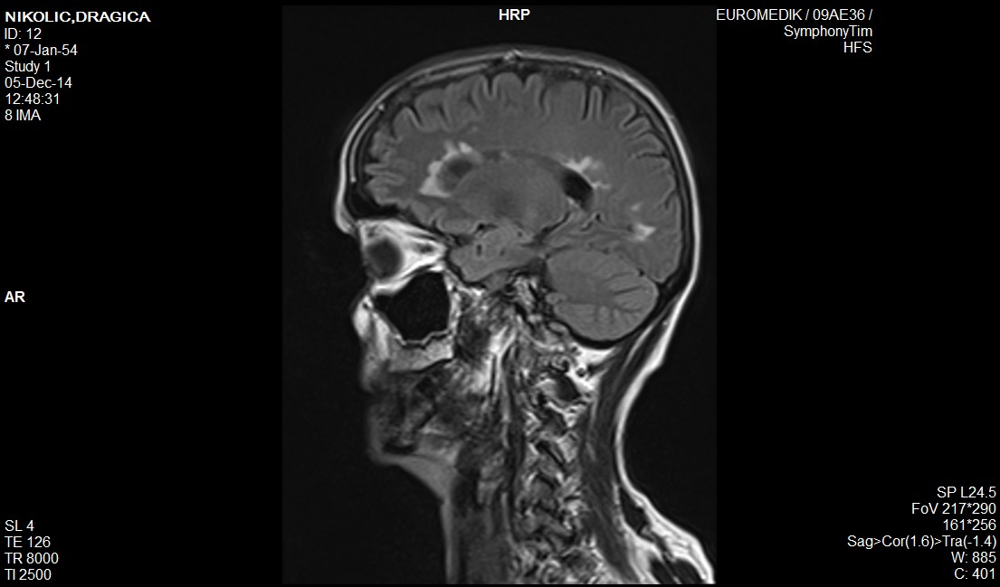 NIKOLIC,DRAGICA
ID: 12
* 07-Jan-54
Study 1
05-Dec-14
12:48:31
8 IMA
HRP
EUROMEDIK / 09AE36 /
SymphonyTim
HFS
AR
SL 4
TE 126
TR 8000
TI 2500
SP L24.5
FoV 217*290
161*256
Sag>Cor(1.6)>Tra(-1.4)
W: 885
C: 401